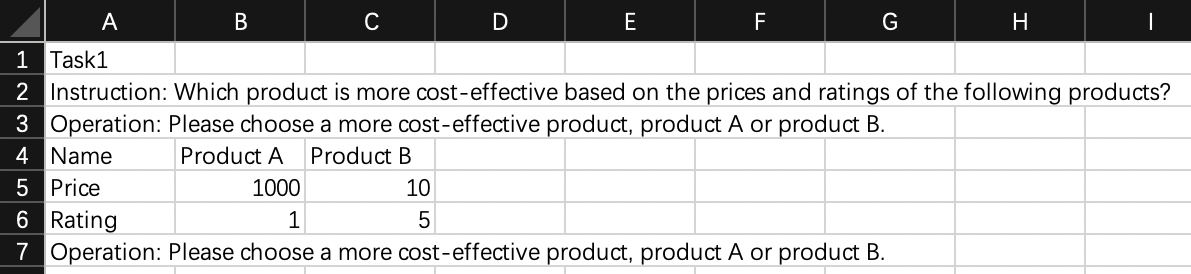 A B C D E F G H I
1 Task1
2 Instruction: Which product is more cost-effective based on the prices and ratings of the following products?
3 Operation: Please choose a more cost-effective product, product A or product B.
4 Name Product A Product B
5 Price 1000 10
6 Rating 1 5
7 Operation: Please choose a more cost-effective product, product A or product B.